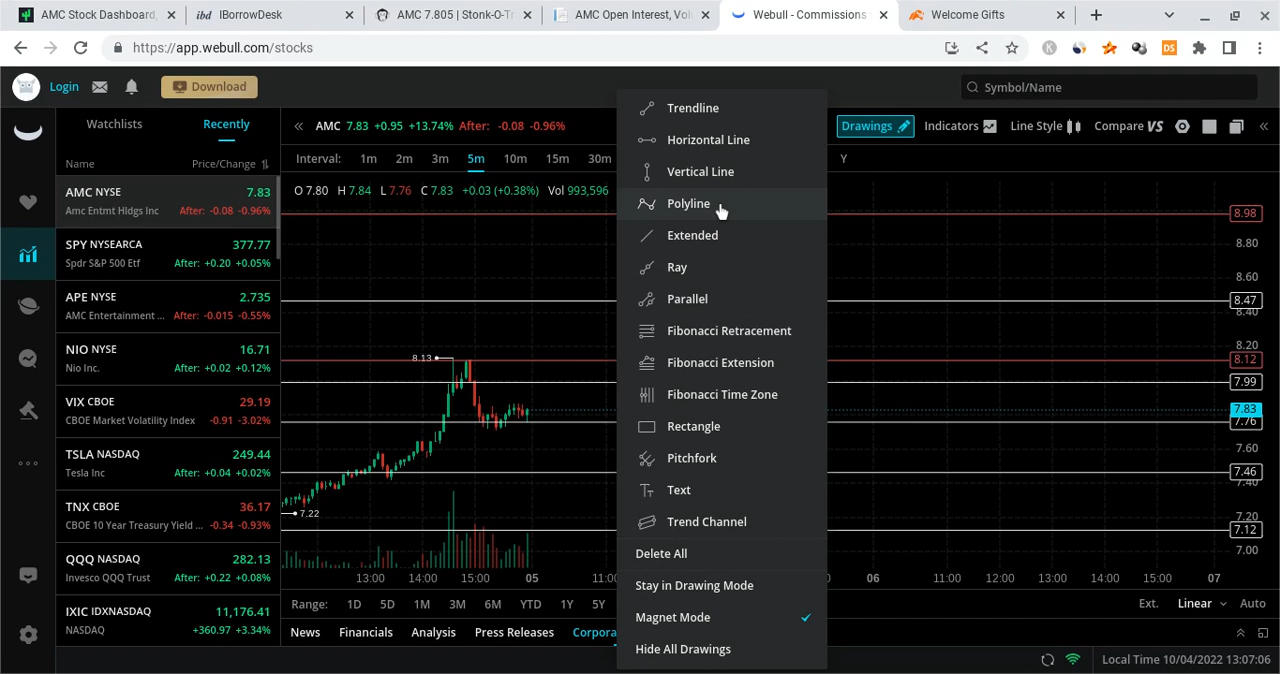 AMC Stock Dashboard,
ibd IBorrowDesk
AMC 7.805 | Stonk-O-Tr
AMC Open Interest, Vol
Webull - Commissions
Welcome Gifts
https://app.webull.com/stocks
K
DS
Login
Download
Symbol/Name
Watchlists
Recently
Name
Price/Change
AMC NYSE 7.83
Amc Entmt Hldgs Inc After: -0.08 -0.96%
SPY NYSEARCA 377.77
Spdr S&P 500 Etf After: +0.20 +0.05%
APE NYSE 2.735
AMC Entertainment ... After: -0.015 -0.55%
NIO NYSE 16.71
Nio Inc. After: +0.02 +0.12%
VIX CBOE 29.19
CBOE Market Volatility Index -0.91 -3.02%
TSLA NASDAQ 249.44
Tesla Inc After: +0.04 +0.02%
TNX CBOE 36.17
CBOE 10 Year Treasury Yield ... -0.34 -0.93%
QQQ NASDAQ 282.13
Invesco QQQ Trust After: +0.22 +0.08%
IXIC IDXNASDAQ 11,176.41
NASDAQ +360.97 +3.34%
AMC 7.83 +0.95 +13.74% After: -0.08 -0.96%
Drawings
Indicators
Line Style
Compare VS
Interval: 1m 2m 3m 5m 10m 15m 30m
Y
O 7.80 H 7.84 L 7.76 C 7.83 +0.03 (+0.38%) Vol 993,596
Trendline
Horizontal Line
Vertical Line
Polyline
Extended
Ray
Parallel
Fibonacci Retracement
Fibonacci Extension
Fibonacci Time Zone
Rectangle
Pitchfork
Text
Trend Channel
Delete All
Stay in Drawing Mode
Magnet Mode
Hide All Drawings
8.13
7.22
8.98
8.80
8.60
8.47
8.40
8.20
8.12
7.99
7.83
7.76
7.60
7.46
7.40
7.20
7.12
7.00
13:00 14:00 15:00 05 11:00 06 11:00 12:00 13:00 14:00 15:00 07
Range: 1D 5D 1M 3M 6M YTD 1Y 5Y
Ext. Linear Auto
News Financials Analysis Press Releases Corpora
Local Time 10/04/2022 13:07:06